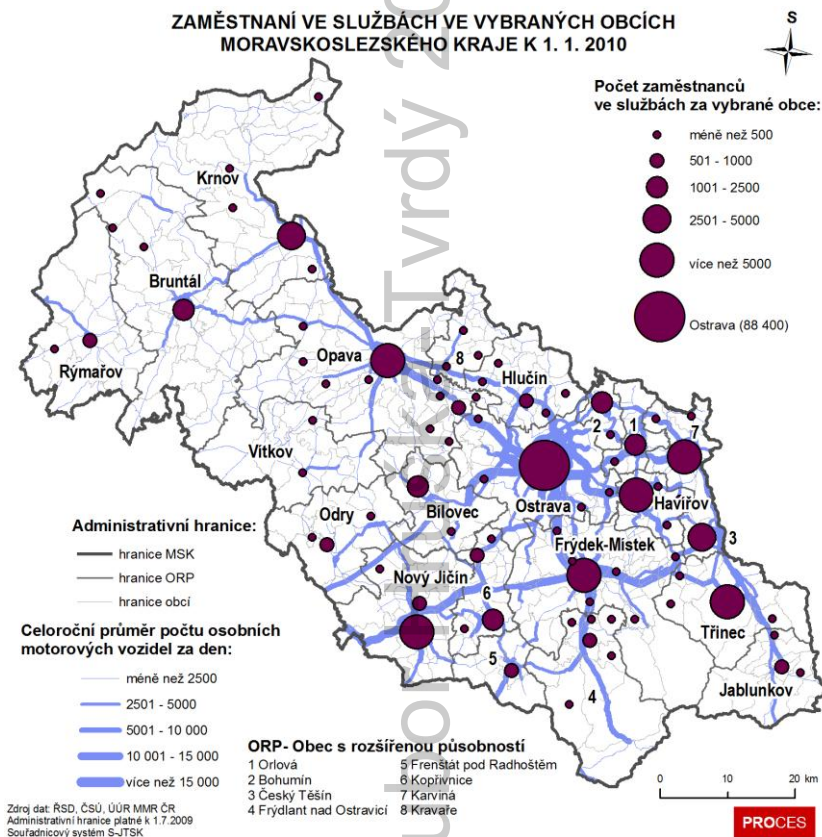 ZAMĚSTNANÍ VE SLUŽBÁCH VE VYBRANÝCH OBCÍCH
MORAVSKOSLEZSKÉHO KRAJE K 1. 1. 2010
S
Počet zaměstnanců
ve službách za vybrané obce:
méně než 500
501 - 1000
1001 - 2500
2501 - 5000
více než 5000
Ostrava (88 400)
Krnov
Bruntál
Rýmařov
Opava
8
Hlučín
2
1
7
Vítkov
Bílovec
Ostrava
Havířov
Odry
3
Frýdek-Místek
Nový Jičín
6
Třinec
5
4
Jablunkov
Administrativní hranice:
hranice MSK
hranice ORP
hranice obcí
Celoroční průměr počtu osobních
motorových vozidel za den:
méně než 2500
2501 - 5000
5001 - 10 000
10 001 - 15 000
více než 15 000
ORP- Obec s rozšířenou působností
1 Orlová
2 Bohumín
3 Český Těšín
4 Frýdlant nad Ostravicí
5 Frenštát pod Radhoštěm
6 Kopřivnice
7 Karviná
8 Kravaře
0 10 20 km
Zdroj dat: ŘSD, ČSÚ, ÚÚR MMR ČR
Administrativní hranice platné k 1.7.2009
Souřadnicový systém S-JTSK
PROCES
ubom
Hruška-Tvrdý 20